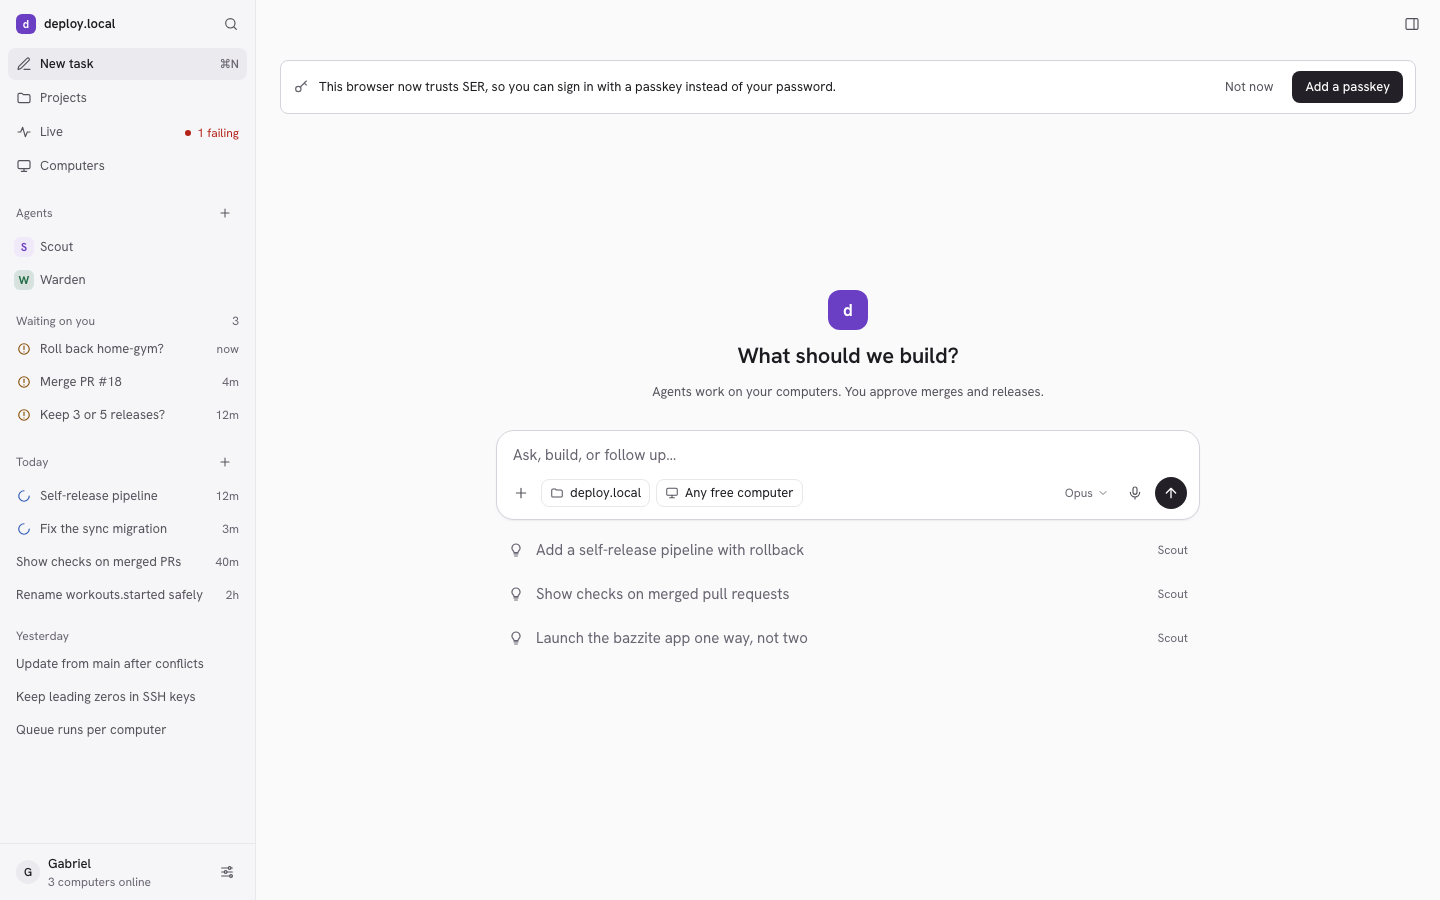 d deploy.local
New task ⌘N
Projects
Live 1 failing
Computers
Agents
S Scout
W Warden
Waiting on you 3
Roll back home-gym? now
Merge PR #18 4m
Keep 3 or 5 releases? 12m
Today
Self-release pipeline 12m
Fix the sync migration 3m
Show checks on merged PRs 40m
Rename workouts.started safely 2h
Yesterday
Update from main after conflicts
Keep leading zeros in SSH keys
Queue runs per computer
G Gabriel
3 computers online
This browser now trusts SER, so you can sign in with a passkey instead of your password. Not now Add a passkey
d
What should we build?
Agents work on your computers. You approve merges and releases.
Ask, build, or follow up...
deploy.local Any free computer Opus
Add a self-release pipeline with rollback Scout
Show checks on merged pull requests Scout
Launch the bazzite app one way, not two Scout